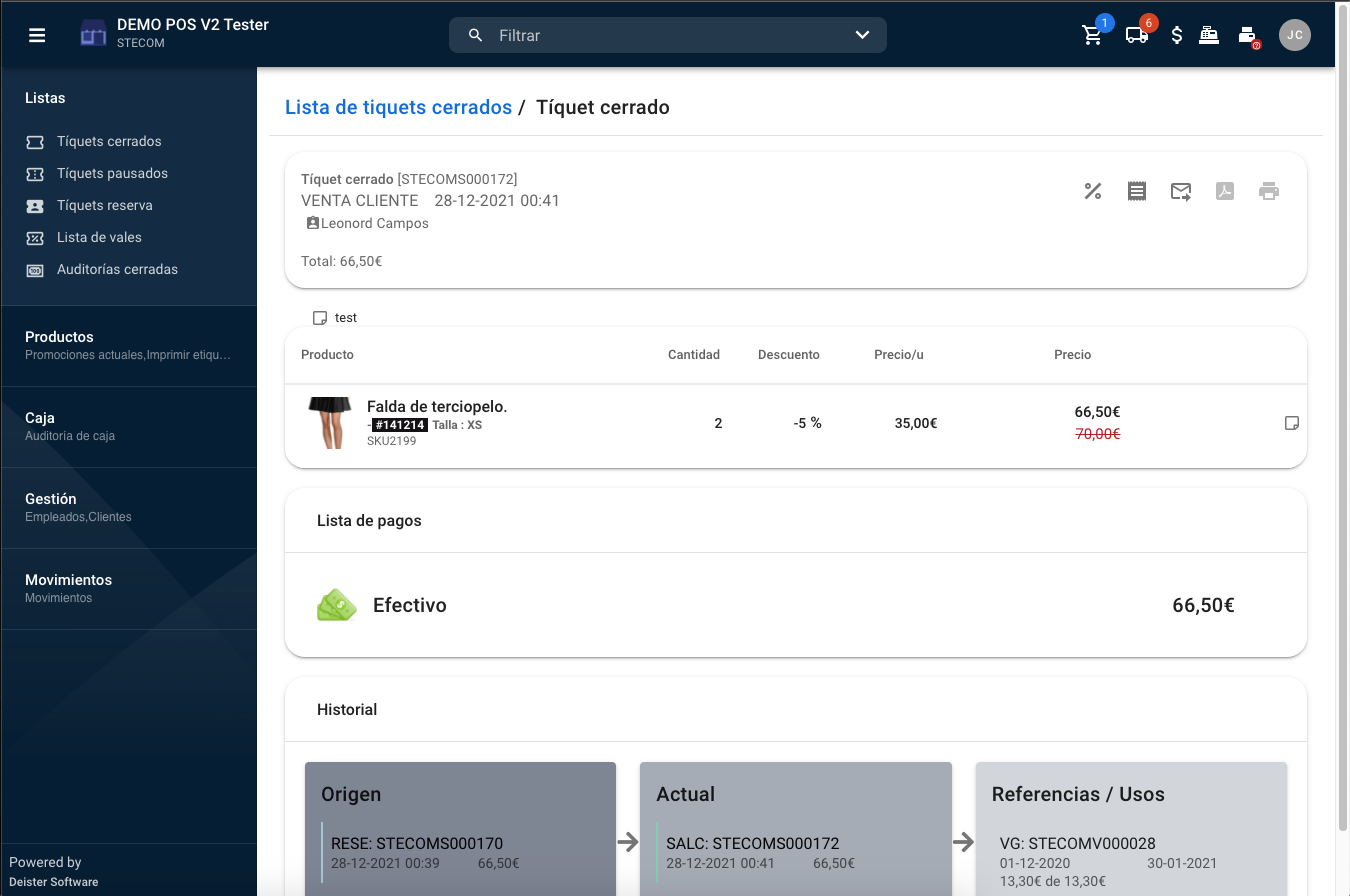 DEMO POS V2 Tester
STECOM
Filtrar
1
6
JC
Listas
Tíquets cerrados
Tíquets pausados
Tíquets reserva
Lista de vales
Auditorías cerradas
Productos
Promociones actuales,Imprimir etiqu…
Caja
Auditoria de caja
Gestión
Empleados,Clientes
Movimientos
Movimientos
Powered by
Deister Software
Lista de tiquets cerrados / Tíquet cerrado
Tíquet cerrado [STECOMS000172]
VENTA CLIENTE 28-12-2021 00:41
Leonord Campos
Total: 66,50€
test
Producto Cantidad Descuento Precio/u Precio
Falda de terciopelo.
-#141214 Talla : XS
SKU2199
2 -5 % 35,00€ 66,50€
70,00€
Lista de pagos
Efectivo 66,50€
Historial
Origen
RESE: STECOMS000170
28-12-2021 00:39 66,50€
Actual
SALC: STECOMS000172
28-12-2021 00:41 66,50€
Referencias / Usos
VG: STECOMV000028
01-12-2020 30-01-2021
13,30€ de 13,30€